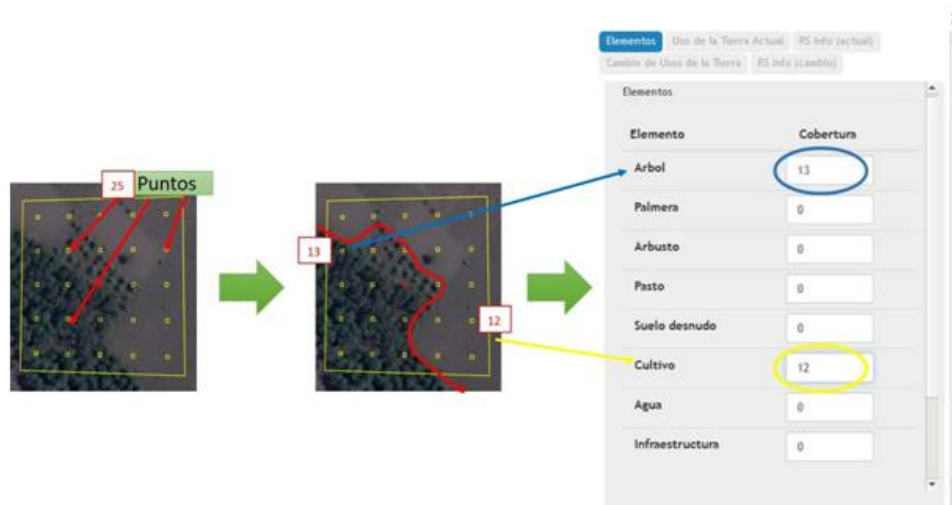 Elementos Uso de la Tierra Actual RS Info (actual)
Cambio de Usos de la Tierra RS Info (cambio)
Elementos
Elemento Cobertura
Arbol 13
Palmera 0
Arbusto 0
Pasto 0
Suelo desnudo 0
Cultivo 12
Agua 0
Infraestructura 0
25 Puntos
13
12